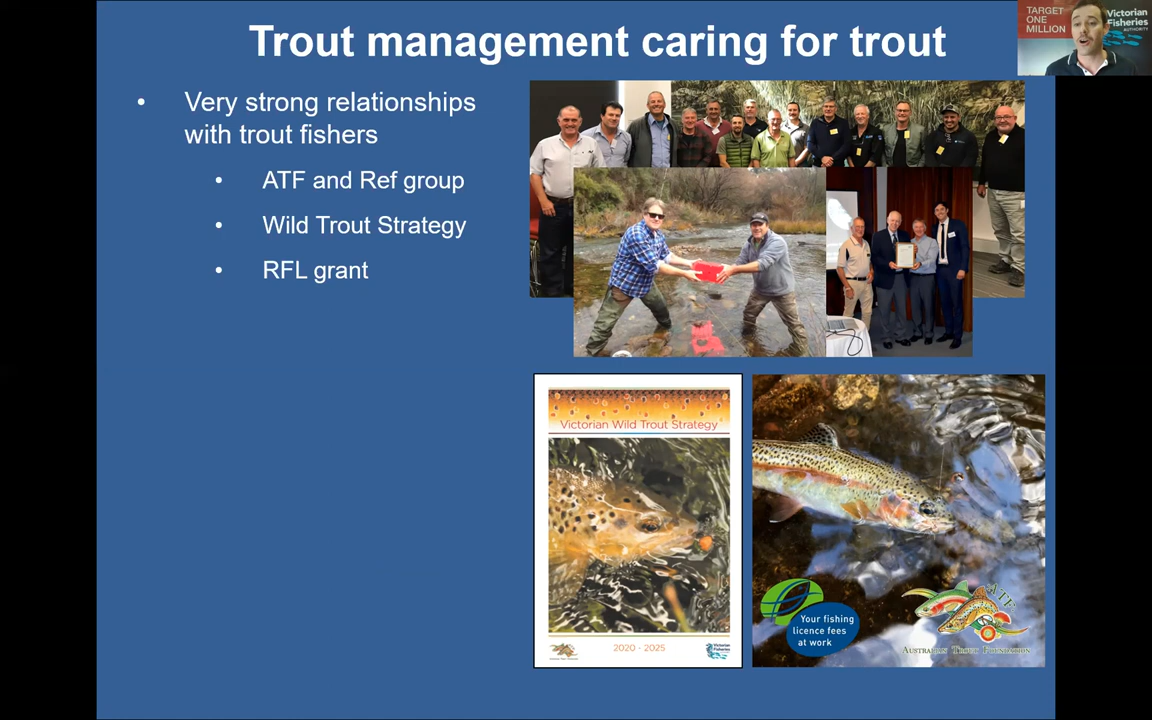 Trout management caring for trout
TARGET
ONE
MILLION
Victorian
Fisheries
AUTHORITY
• Very strong relationships
with trout fishers
• ATF and Ref group
• Wild Trout Strategy
• RFL grant
Victorian Wild Trout Strategy
2020 - 2025
Victorian
Fisheries
Your fishing
licence fees
at work
ATF
AUSTRALIAN TROUT FOUNDATION